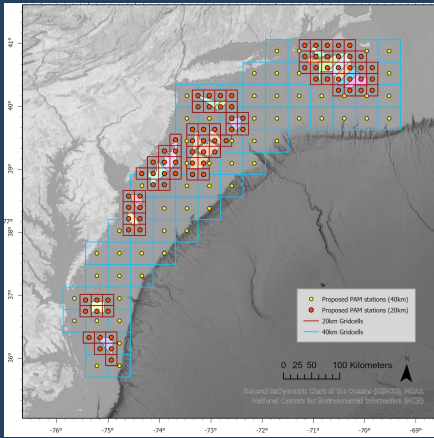 41°
40°
39°
38°
37°
36°
Proposed PAM stations (40km)
Proposed PAM stations (20km)
20km Gridcells
40km Gridcells
0 25 50 100 Kilometers
N
General Bathymetric Chart of the Oceans (GEBCO); NOAA
National Centers for Environmental Information (NCEI)
-76° -75° -74° -73° -72° -71° -70° -69°